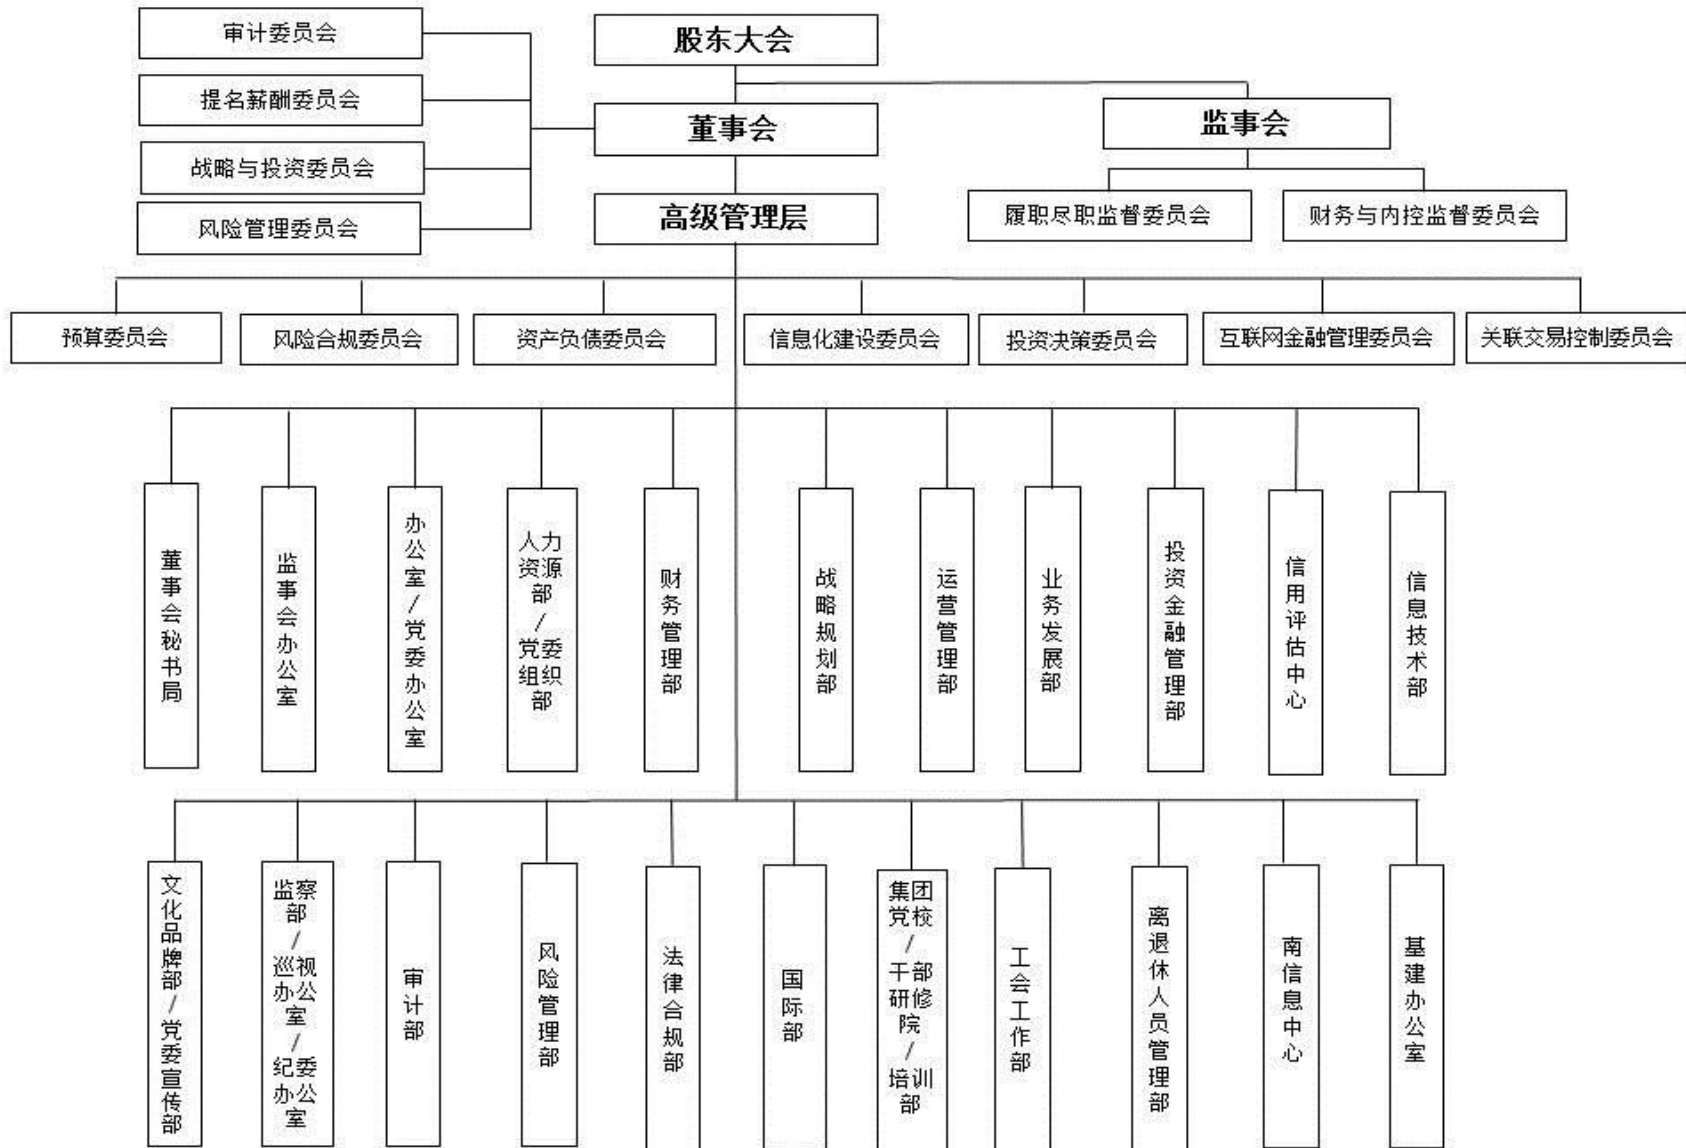 股东大会
审计委员会
提名薪酬委员会
董事会
监事会
战略与投资委员会
风险管理委员会
高级管理层
履职尽职监督委员会
财务与内控监督委员会
预算委员会
风险合规委员会
资产负债委员会
信息化建设委员会
投资决策委员会
互联网金融管理委员会
关联交易控制委员会
董事会秘书局
监事会办公室
办公室/党委办公室
人力资源部/党委组织部
财务管理部
战略规划部
运营管理部
业务发展部
投资金融管理部
信用评估中心
信息技术部
文化品牌部/党委宣传部
监察部/巡视办公室/纪委办公室
审计部
风险管理部
法律合规部
国际部
集团党校/干部研修院/培训部
工会工作部
离退休人员管理部
南信息中心
基建办公室